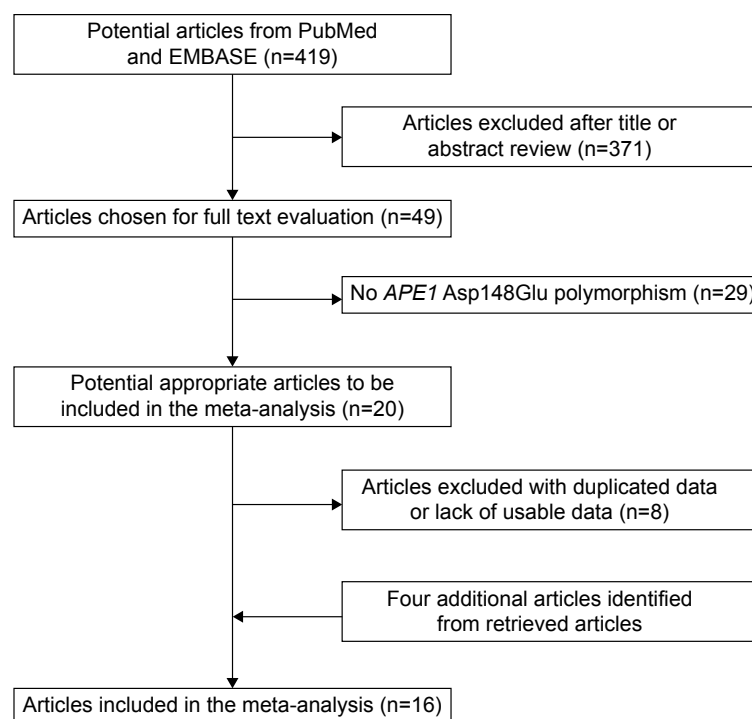 Potential articles from PubMed
and EMBASE (n=419)
Articles excluded after title or
abstract review (n=371)
Articles chosen for full text evaluation (n=49)
No APE1 Asp148Glu polymorphism (n=29)
Potential appropriate articles to be
included in the meta-analysis (n=20)
Articles excluded with duplicated data
or lack of usable data (n=8)
Four additional articles identified
from retrieved articles
Articles included in the meta-analysis (n=16)